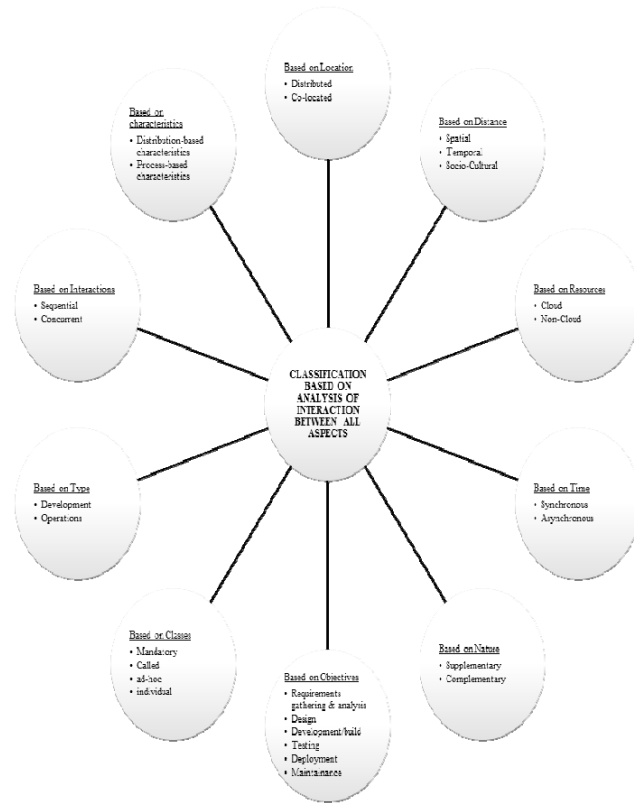 Based on Location
• Distributed
• Co-located
Based on Distance
• Spatial
• Temporal
• Socio-Cultural
Based on Resources
• Cloud
• Non-Cloud
Based on Time
• Synchronous
• Asynchronous
Based on Nature
• Supplementary
• Complementary
Based on Objectives
• Requirements
gathering & analysis
• Design
• Development/build
• Testing
• Deployment
• Maintainance
Based on Classes
• Mandatory
• Called
• ad-hoc
• individual
Based on Type
• Development
• Operations
Based on Interactions
• Sequential
• Concurrent
Based on
characteristics
• Distribution-based
characteristics
• Process-based
characteristics
CLASSIFICATION
BASED ON
ANALYSIS OF
INTERACTION
BETWEEN ALL
ASPECTS